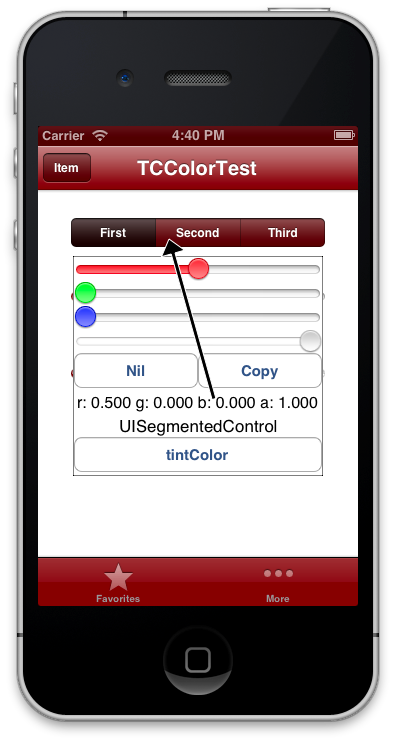 Carrier 4:40 PM
Item TCColorTest
First Second Third
Nil Copy
r: 0.500 g: 0.000 b: 0.000 a: 1.000
UISegmentedControl
tintColor
Favorites More